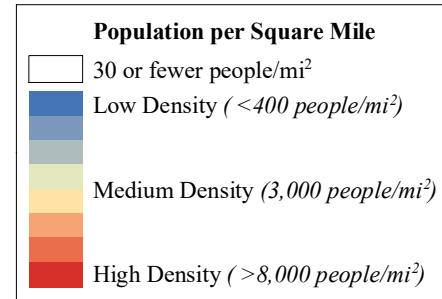 Population per Square Mile
30 or fewer people/mi²
Low Density (<400 people/mi²)
Medium Density (3,000 people/mi²)
High Density (>8,000 people/mi²)